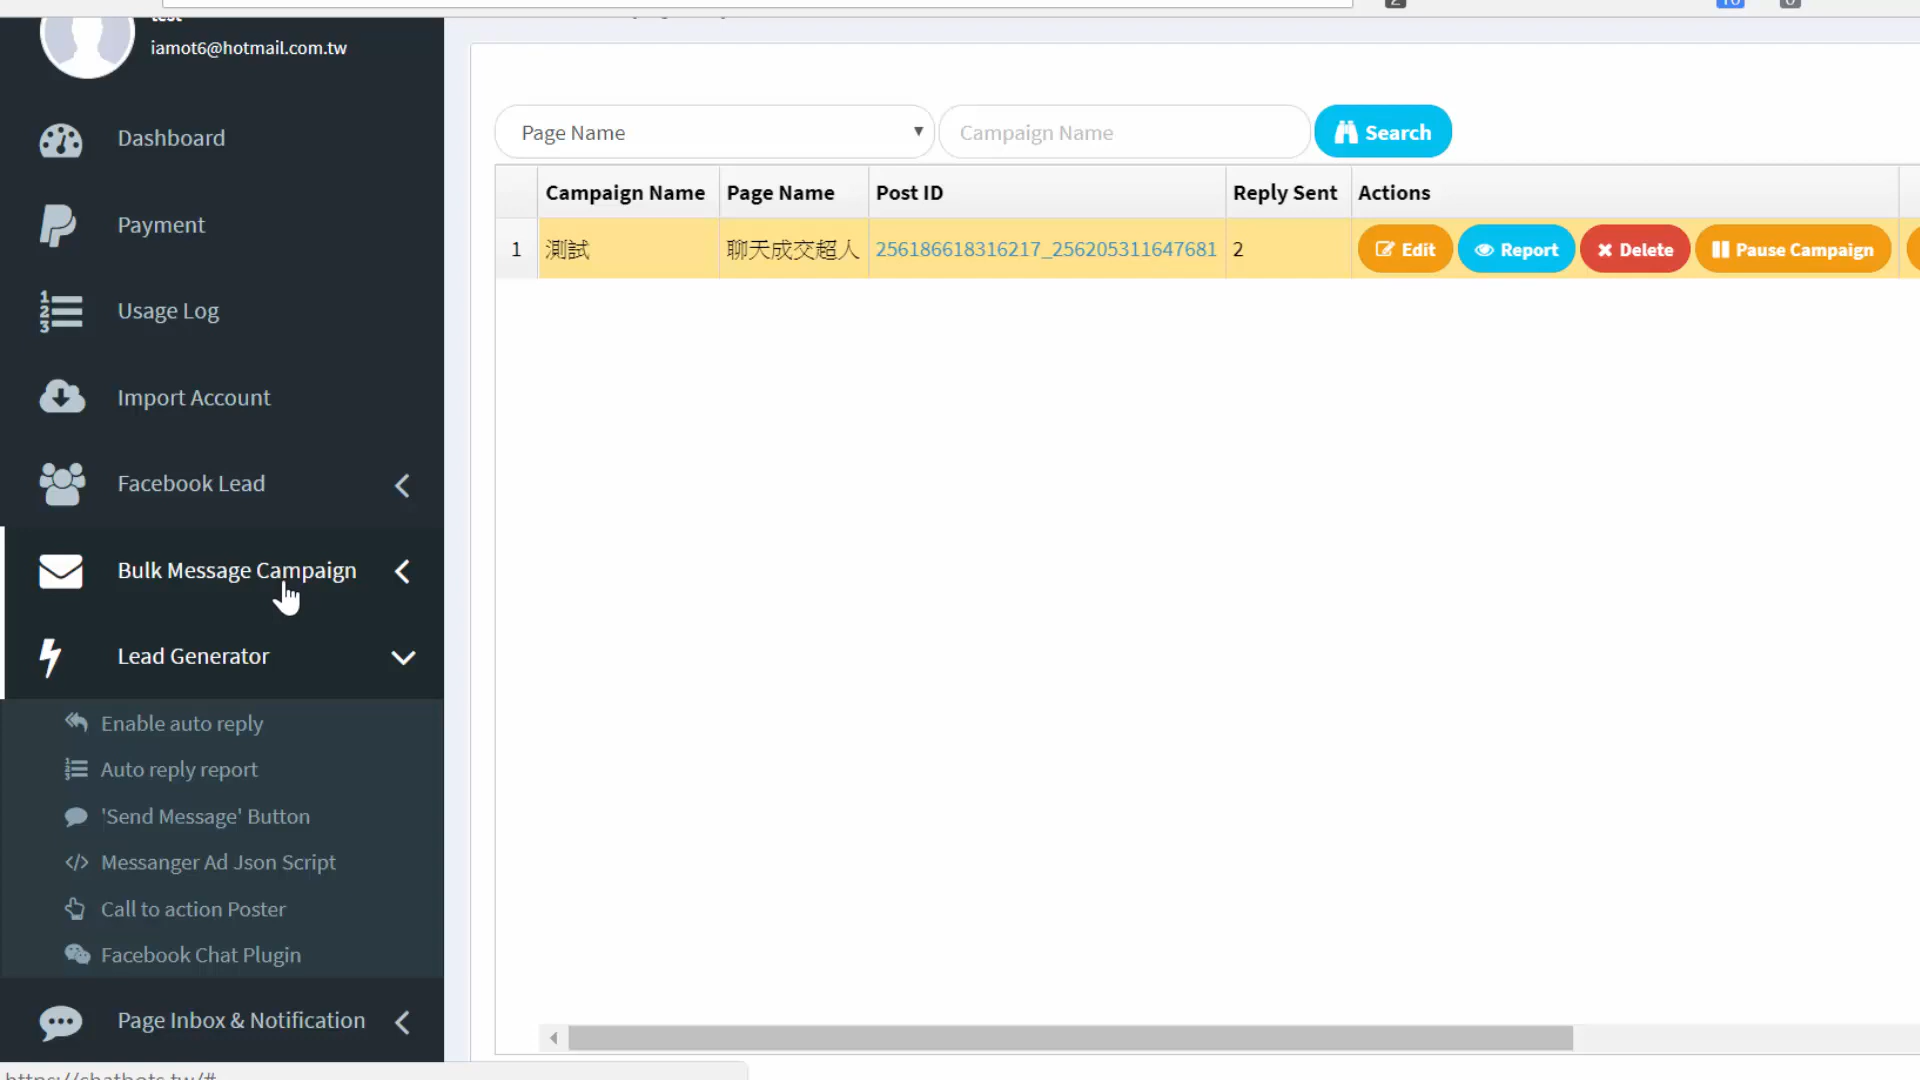 iamot6@hotmail.com.tw
Dashboard
Payment
Usage Log
Import Account
Facebook Lead
Bulk Message Campaign
Lead Generator
Enable auto reply
Auto reply report
'Send Message' Button
Messanger Ad Json Script
Call to action Poster
Facebook Chat Plugin
Page Inbox & Notification
Page Name Campaign Name Search
Campaign Name Page Name Post ID Reply Sent Actions
1 測試 聊天成交超人 256186618316217_256205311647681 2 Edit Report Delete Pause Campaign